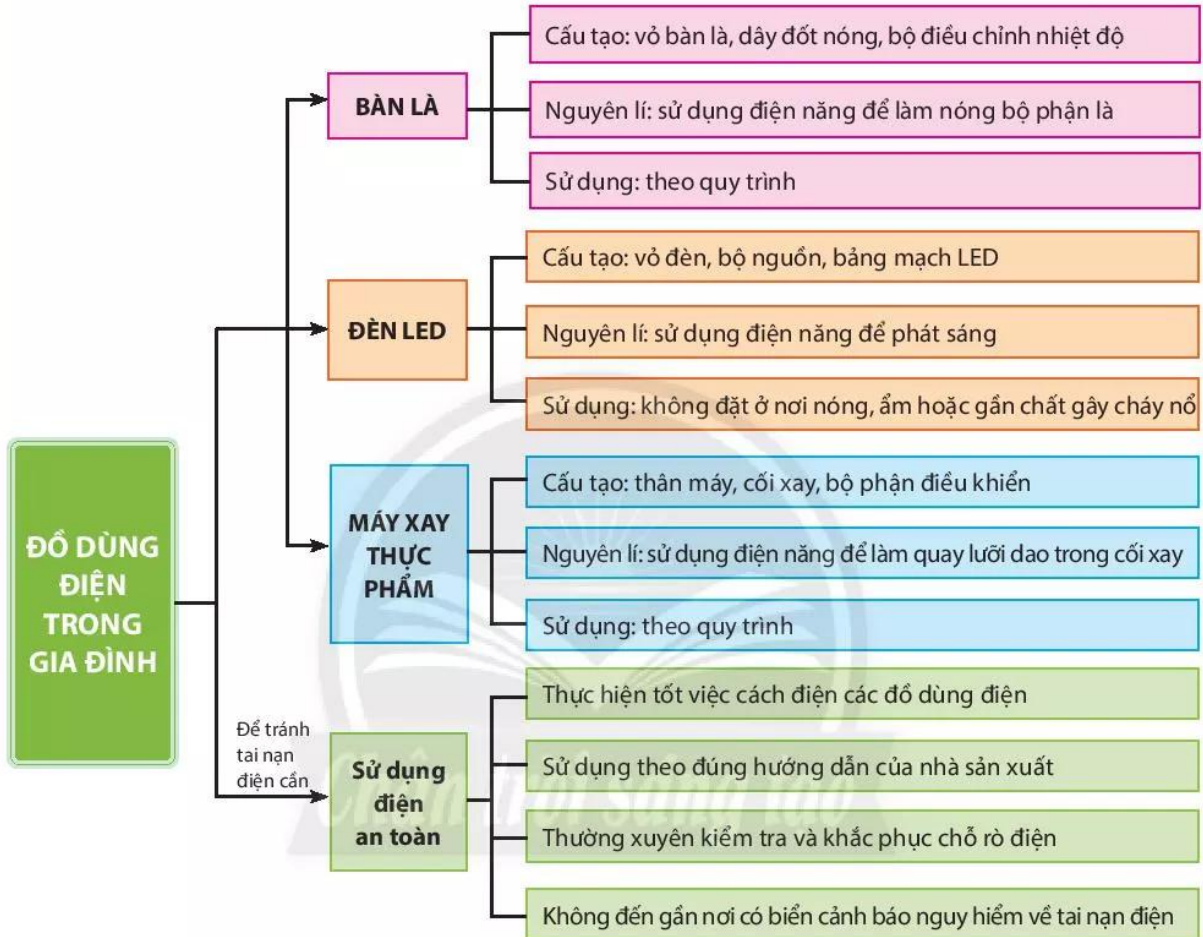 ĐỒ DÙNG
ĐIỆN
TRONG
GIA ĐÌNH
BÀN LÀ
Cấu tạo: vỏ bàn là, dây đốt nóng, bộ điều chỉnh nhiệt độ
Nguyên lí: sử dụng điện năng để làm nóng bộ phận là
Sử dụng: theo quy trình
ĐÈN LED
Cấu tạo: vỏ đèn, bộ nguồn, bảng mạch LED
Nguyên lí: sử dụng điện năng để phát sáng
Sử dụng: không đặt ở nơi nóng, ẩm hoặc gần chất gây cháy nổ
MÁY XAY
THỰC
PHẨM
Cấu tạo: thân máy, cối xay, bộ phận điều khiển
Nguyên lí: sử dụng điện năng để làm quay lưỡi dao trong cối xay
Sử dụng: theo quy trình
Để tránh
tai nạn
điện cần
Sử dụng
điện
an toàn
Thực hiện tốt việc cách điện các đồ dùng điện
Sử dụng theo đúng hướng dẫn của nhà sản xuất
Thường xuyên kiểm tra và khắc phục chỗ rò điện
Không đến gần nơi có biển cảnh báo nguy hiểm về tai nạn điện
Chân trời sáng tạo